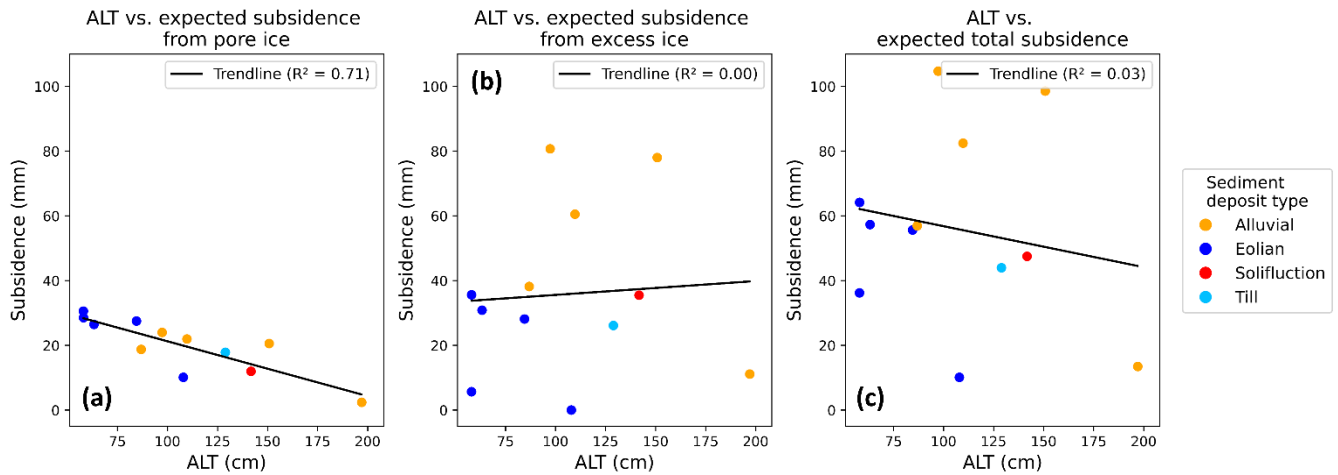 ALT vs. expected subsidence
from pore ice
Trendline (R² = 0.71)
Subsidence (mm)
100
80
60
40
20
0
(a)
75
100
125
150
175
200
ALT (cm)
ALT vs. expected subsidence
from excess ice
(b)
Trendline (R² = 0.00)
Subsidence (mm)
100
80
60
40
20
0
75
100
125
150
175
200
ALT (cm)
ALT vs.
expected total subsidence
Trendline (R² = 0.03)
Subsidence (mm)
100
80
60
40
20
0
(c)
75
100
125
150
175
200
ALT (cm)
Sediment
deposit type
Alluvial
Eolian
Solifluction
Till